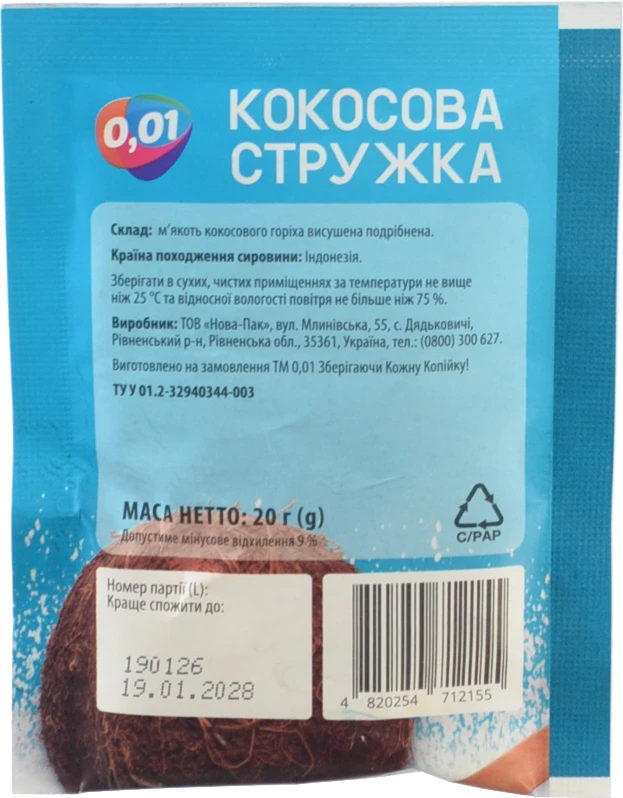 0,01
КОКОСОВА
СТРУЖКА
Склад: м'якоть кокосового горіха висушена подрібнена.
Країна походження сировини: Індонезія.
Зберігати в сухих, чистих приміщеннях за температури не вище
ніж 25 °С та відносної вологості повітря не більше ніж 75 %.
Виробник: ТОВ «Нова-Пак», вул. Млинівська, 55, с. Дядьковичі,
Рівненський р-н, Рівненська обл., 35361, Україна, тел.: (0800) 300 627.
Виготовлено на замовлення ТМ 0,01 Зберігаючи Кожну Копійку!
ТУ У 01.2-32940344-003
МАСА НЕТТО: 20 г (g)
Допустиме мінусове відхилення 9 %
C/PAP
Номер партії (L):
Краще спожити до:
190126
19.01.2028
4 820254 712155